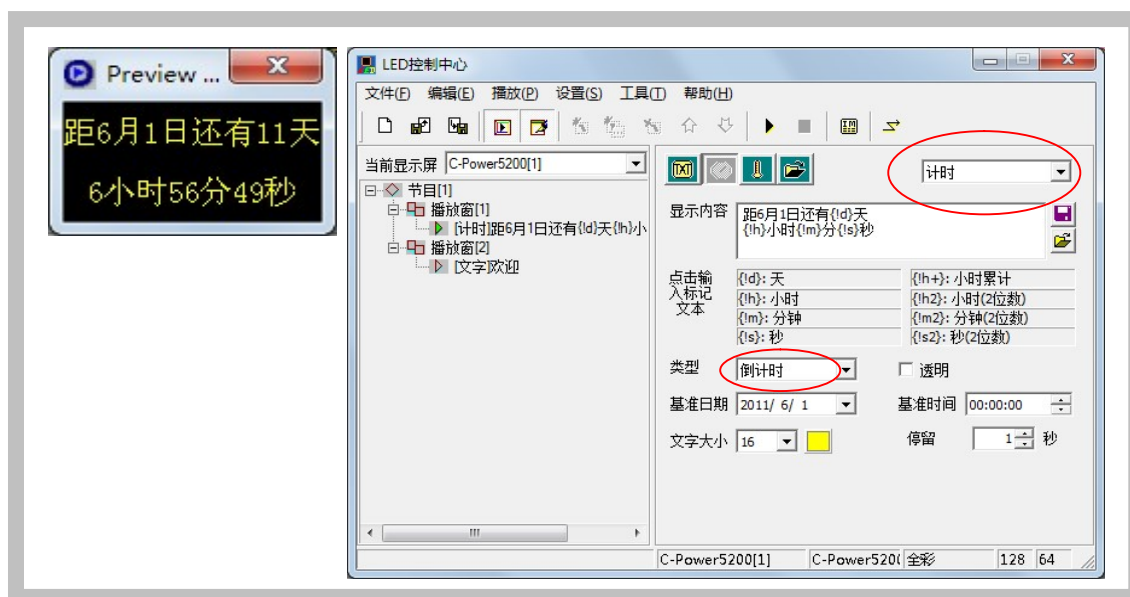 Preview ...
距6月1日还有11天
6小时56分49秒
LED控制中心
文件(F) 编辑(E) 播放(P) 设置(S) 工具(T) 帮助(H)
当前显示屏 C-Power5200[1]
节目[1]
播放窗[1]
[计时]距6月1日还有{!d}天{!h}小
播放窗[2]
[文字]欢迎
TXT
计时
显示内容
距6月1日还有{!d}天
{!h}小时{!m}分{!s}秒
点击输
入标记
文本
{!d}: 天 {!h+}: 小时累计
{!h}: 小时 {!h2}: 小时(2位数)
{!m}: 分钟 {!m2}: 分钟(2位数)
{!s}: 秒 {!s2}: 秒(2位数)
类型 倒计时 透明
基准日期 2011/ 6/ 1 基准时间 00:00:00
文字大小 16 停留 1 秒
C-Power5200[1] C-Power520( 全彩 128 64